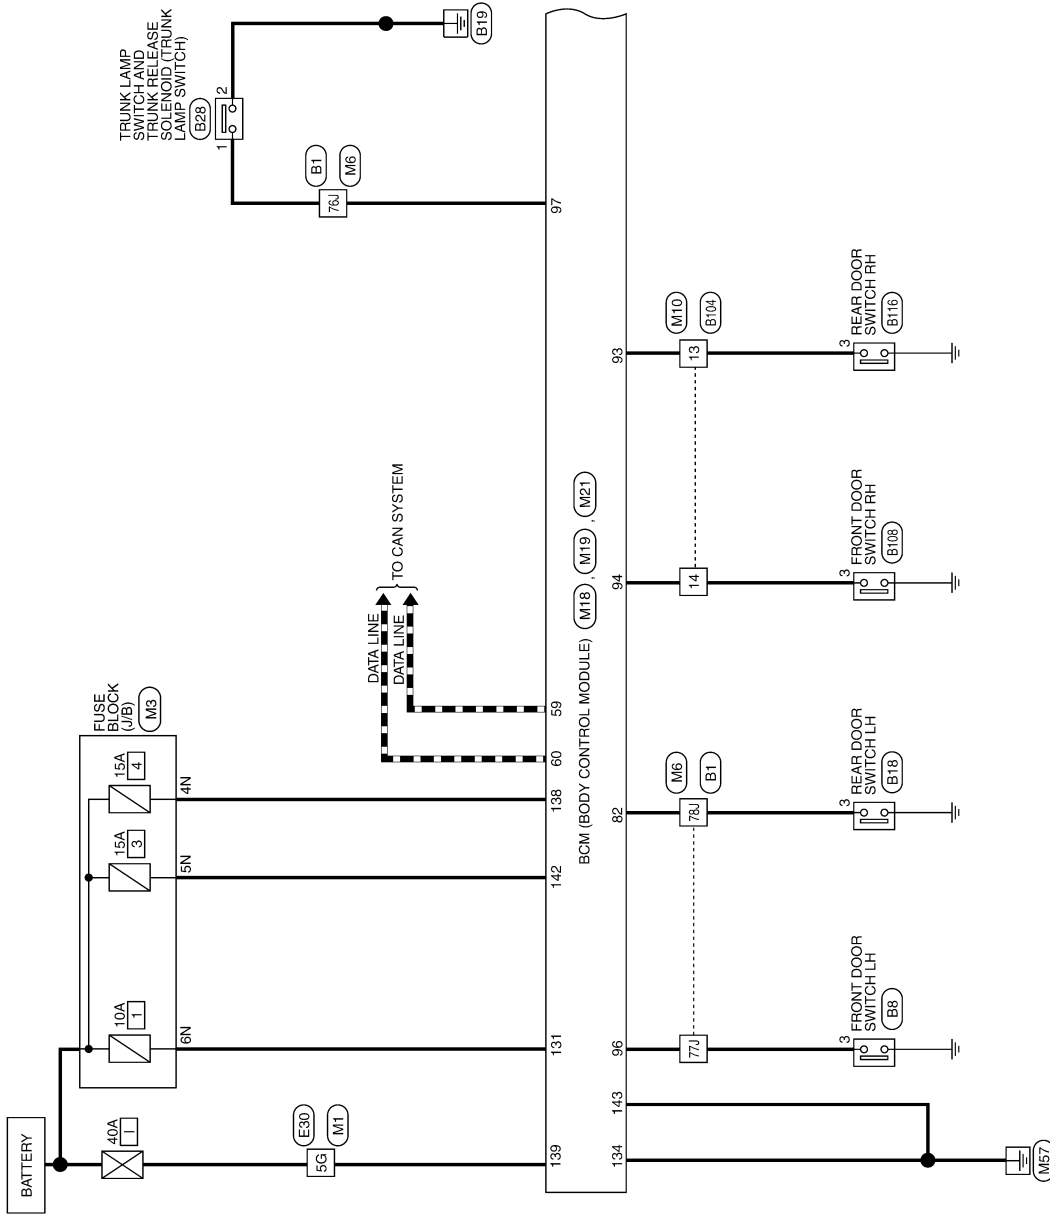 BATTERY
40A
I
E30
M1
5G
139
FUSE
BLOCK
(J/B)
M3
10A
1
6N
131
15A
3
5N
142
15A
4
4N
138
60
59
DATA LINE
DATA LINE
TO CAN SYSTEM
TRUNK LAMP
SWITCH AND
TRUNK RELEASE
SOLENOID (TRUNK
LAMP SWITCH)
B28
1
2
B19
B1
M6
76J
97
BCM (BODY CONTROL MODULE) M18 , M19 , M21
134
143
M57
96
77J
3
FRONT DOOR
SWITCH LH
B8
82
M6
B1
78J
3
REAR DOOR
SWITCH LH
B18
94
14
3
FRONT DOOR
SWITCH RH
B108
93
M10
B104
13
3
REAR DOOR
SWITCH RH
B116